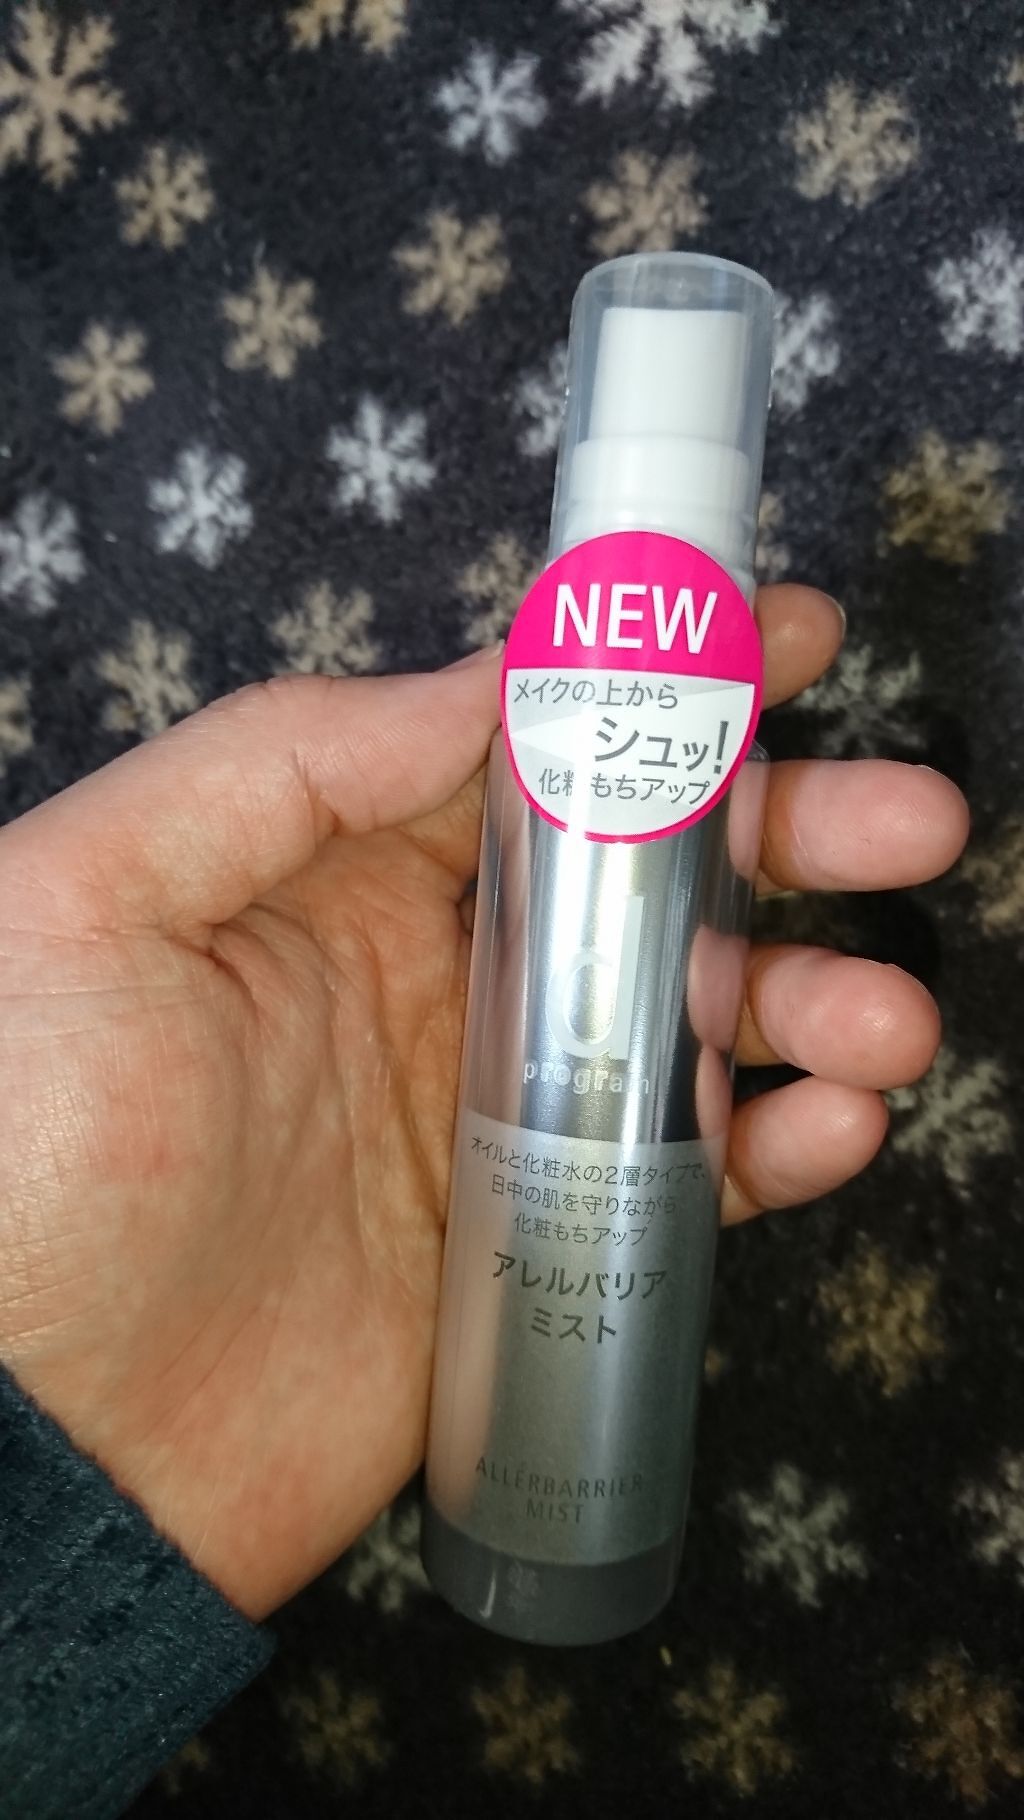 NEW
メイクの上から
シュッ!
化粧もちアップ
d
program
オイルと化粧水の2層タイプで、
日中の肌を守りながら
化粧もちアップ
アレルバリア
ミスト
ALLERBARRIER
MIST